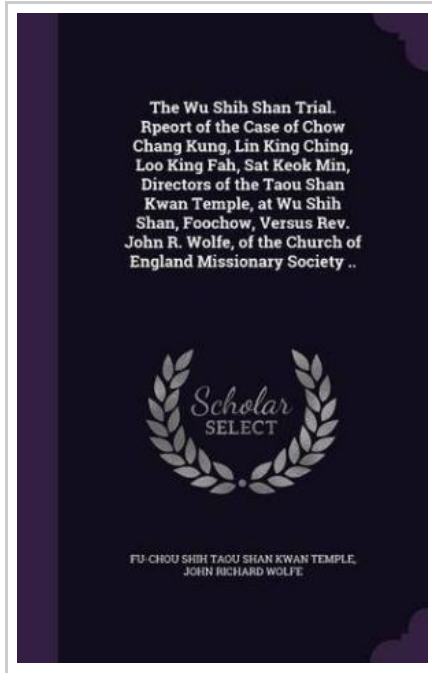 The Wu Shih Shan Trial.
Rpeort of the Case of Chow
Chang Kung, Lin King Ching,
Loo King Fah, Sat Keok Min,
Directors of the Taou Shan
Kwan Temple, at Wu Shih
Shan, Foochow, Versus Rev.
John R. Wolfe, of the Church of
England Missionary Society ..
Scholar
SELECT
FU-CHOU SHIH TAOU SHAN KWAN TEMPLE,
JOHN RICHARD WOLFE